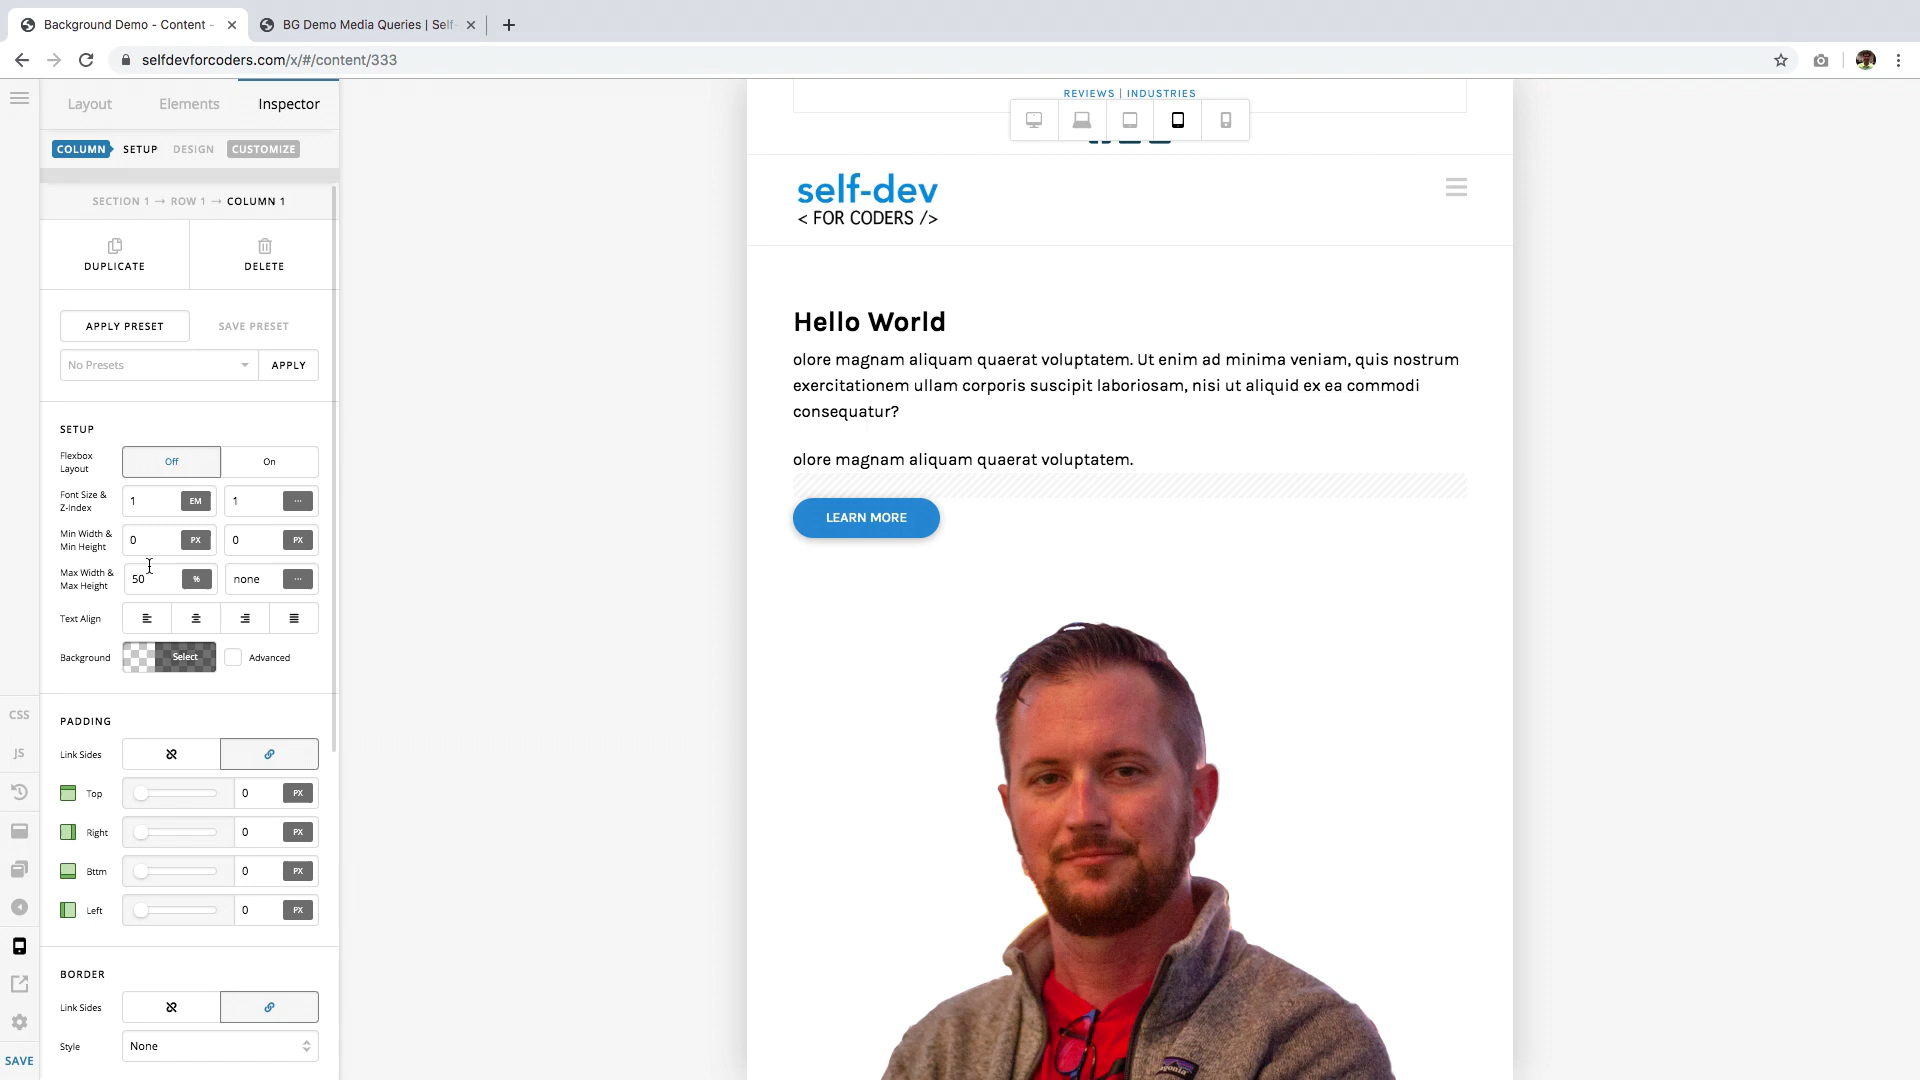 Background Demo - Content -
BG Demo Media Queries | Self-
selfdevforcoders.com/x/#/content/333
Layout
Elements
Inspector
COLUMN
SETUP
DESIGN
CUSTOMIZE
SECTION 1 → ROW 1 → COLUMN 1
DUPLICATE
DELETE
APPLY PRESET
SAVE PRESET
No Presets
APPLY
SETUP
Flexbox
Layout
Off
On
Font Size &
Z-Index
1
EM
1
...
Min Width &
Min Height
0
PX
0
PX
Max Width &
Max Height
50
%
none
...
Text Align
Background
Select
Advanced
PADDING
Link Sides
Top
0
PX
Right
0
PX
Bttm
0
PX
Left
0
PX
BORDER
Link Sides
Style
None
CSS
JS
SAVE
REVIEWS | INDUSTRIES
self-dev
< FOR CODERS />
Hello World
olore magnam aliquam quaerat voluptatem. Ut enim ad minima veniam, quis nostrum
exercitationem ullam corporis suscipit laboriosam, nisi ut aliquid ex ea commodi
consequatur?
olore magnam aliquam quaerat voluptatem.
LEARN MORE